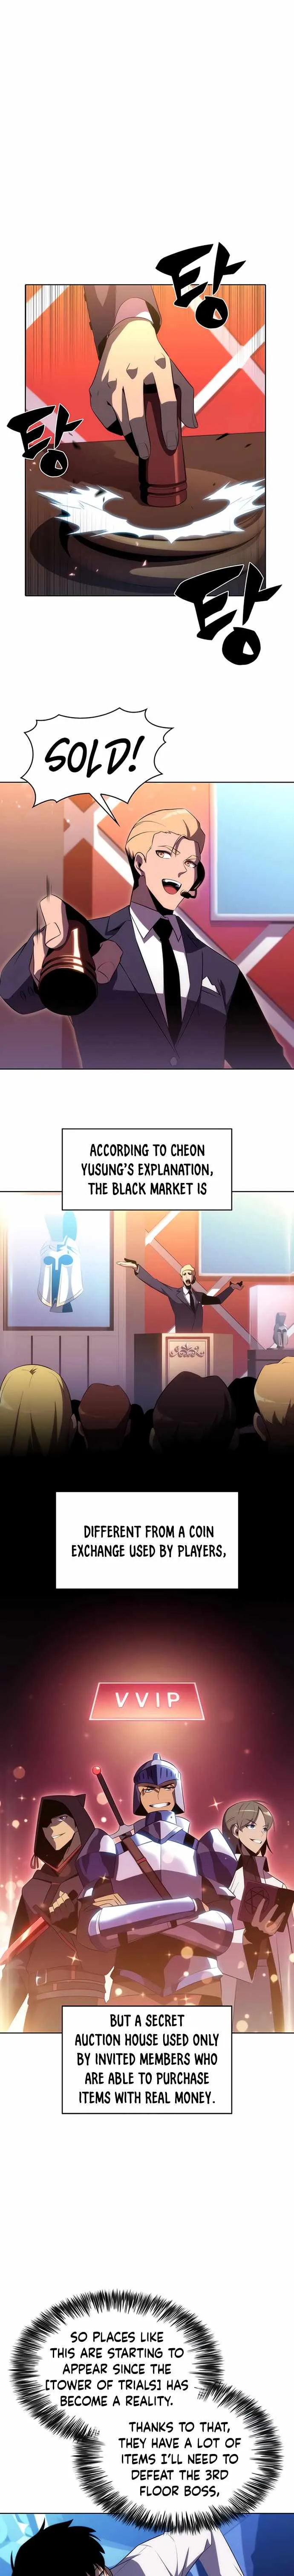 탕
탕
탕
SOLD!
ACCORDING TO CHEON
YUSUNG'S EXPLANATION,
THE BLACK MARKET IS
DIFFERENT FROM A COIN
EXCHANGE USED BY PLAYERS,
VVIP
BUT A SECRET
AUCTION HOUSE USED ONLY
BY INVITED MEMBERS WHO
ARE ABLE TO PURCHASE
ITEMS WITH REAL MONEY.
SO PLACES LIKE
THIS ARE STARTING TO
APPEAR SINCE THE
[TOWER OF TRIALS] HAS
BECOME A REALITY.
THANKS TO THAT,
THEY HAVE A LOT OF
ITEMS I'LL NEED TO
DEFEAT THE 3RD
FLOOR BOSS,